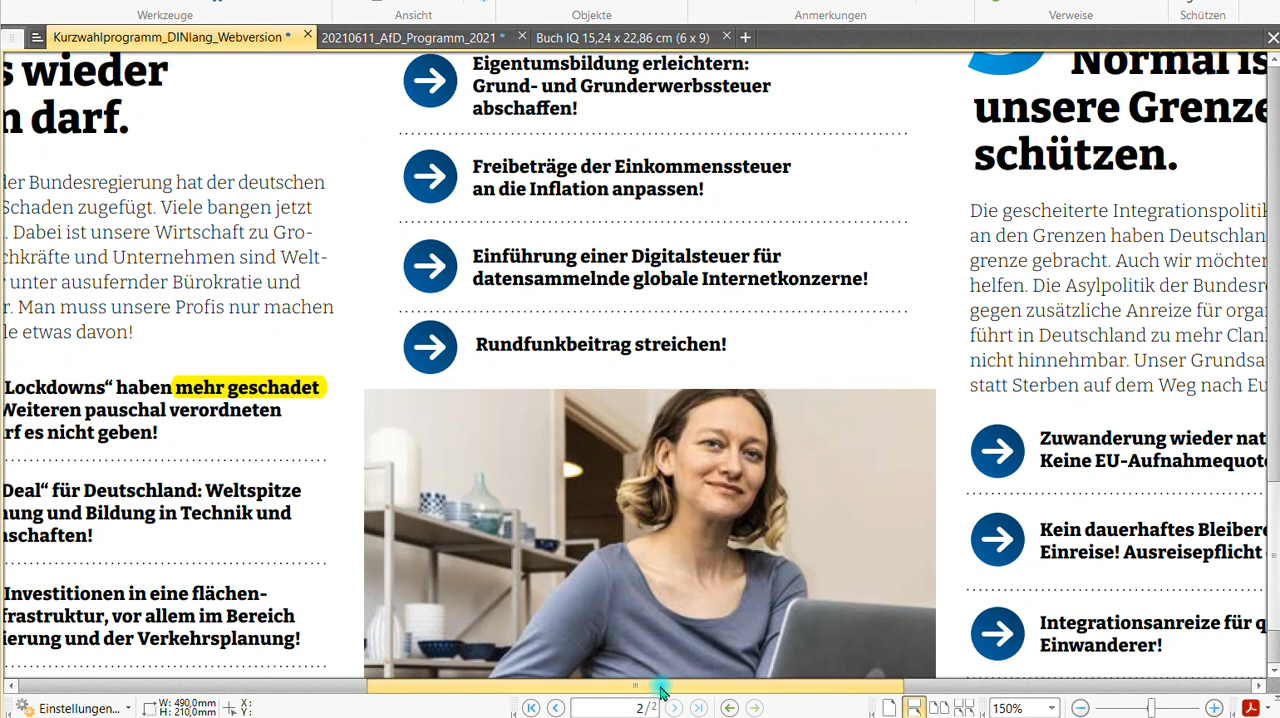 Werkzeuge Ansicht Objekte Anmerkungen Verweise Schützen
Kurzwahlprogramm_DINlang_Webversion * 20210611_AfD_Programm_2021 * Buch IQ 15,24 x 22,86 cm (6 x 9)
s wieder
n darf.
der Bundesregierung hat der deutschen
Schaden zugefügt. Viele bangen jetzt
. Dabei ist unsere Wirtschaft zu Gro-
chkräfte und Unternehmen sind Welt-
unter ausufernder Bürokratie und
r. Man muss unsere Profis nur machen
le etwas davon!
Lockdowns“ haben mehr geschadet
Weiteren pauschal verordneten
rf es nicht geben!
Deal“ für Deutschland: Weltspitze
nung und Bildung in Technik und
nschaften!
Investitionen in eine flächen-
frastruktur, vor allem im Bereich
ierung und der Verkehrsplanung!
Eigentumsbildung erleichtern:
Grund- und Grunderwerbssteuer
abschaffen!
Freibeträge der Einkommenssteuer
an die Inflation anpassen!
Einführung einer Digitalsteuer für
datensammelnde globale Internetkonzerne!
Rundfunkbeitrag streichen!
Normal is
unsere Grenze
schützen.
Die gescheiterte Integrationspolitik
an den Grenzen haben Deutschlan
grenze gebracht. Auch wir möchten
helfen. Die Asylpolitik der Bundesre
gegen zusätzliche Anreize für orga
führt in Deutschland zu mehr Clan
nicht hinnehmbar. Unser Grundsa
statt Sterben auf dem Weg nach Eu
Zuwanderung wieder nat
Keine EU-Aufnahmequote
Kein dauerhaftes Bleibere
Einreise! Ausreisepflicht
Integrationsanreize für q
Einwanderer!
Einstellungen... W: 490,0mm X: 2/2 150%
H: 210,0mm Y: